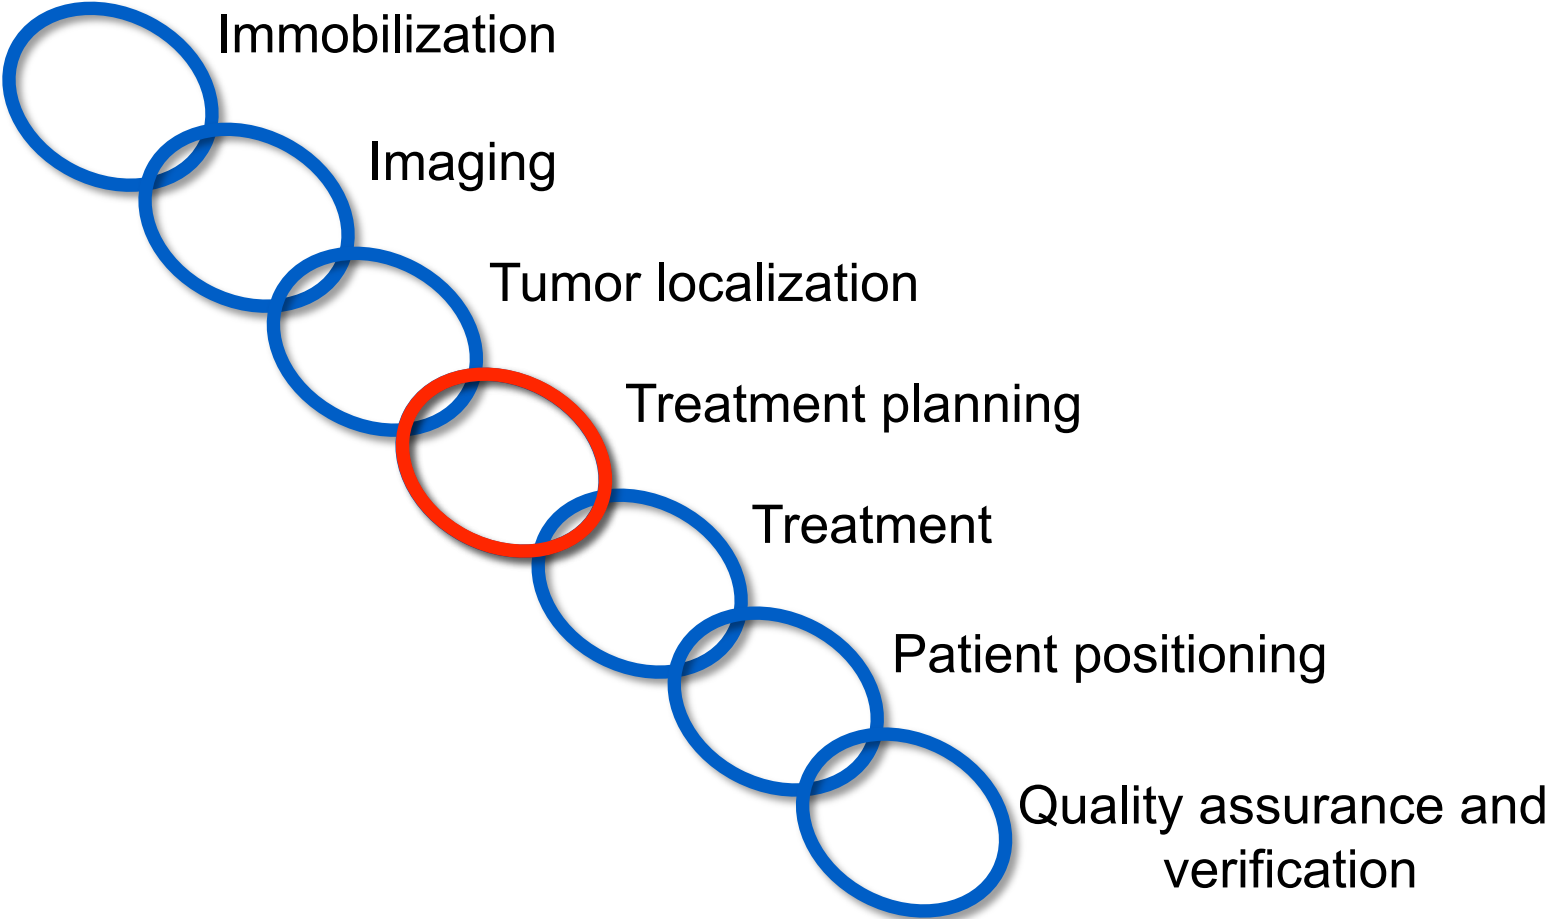 Immobilization
Imaging
Tumor localization
Treatment planning
Treatment
Patient positioning
Quality assurance and
verification